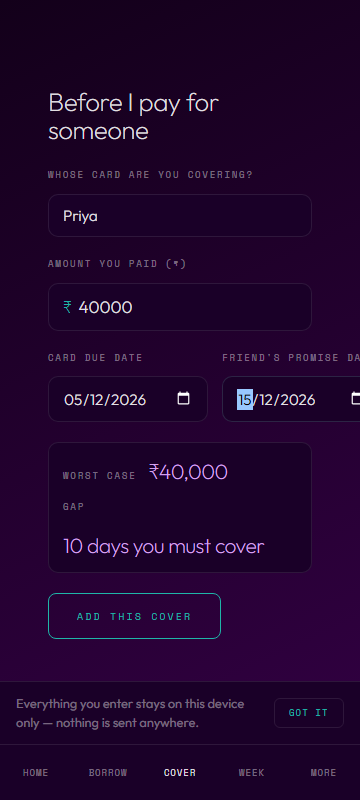 Before I pay for
someone
WHOSE CARD ARE YOU COVERING?
Priya
AMOUNT YOU PAID (₹)
₹ 40000
CARD DUE DATE
FRIEND'S PROMISE DA
05/12/2026
15/12/2026
WORST CASE ₹40,000
GAP
10 days you must cover
ADD THIS COVER
Everything you enter stays on this device
only — nothing is sent anywhere.
GOT IT
HOME BORROW COVER WEEK MORE